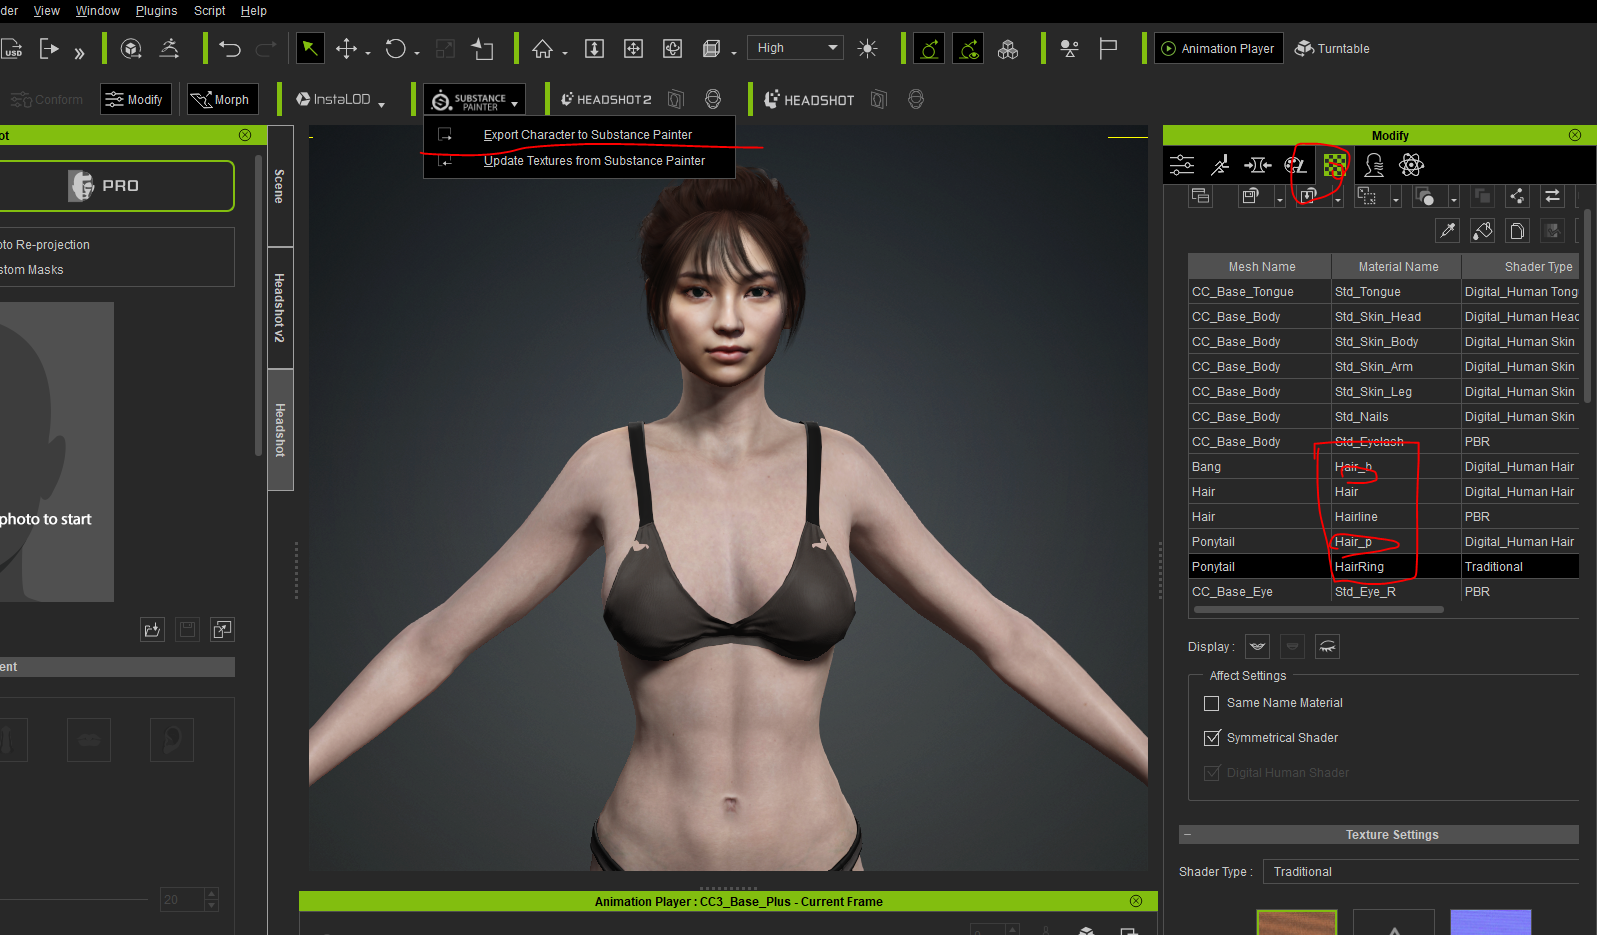 der View Window Plugins Script Help
USD High Animation Player Turntable
Conform Modify Morph InstaLOD SUBSTANCE PAINTER HEADSHOT 2 HEADSHOT
Export Character to Substance Painter
Update Textures from Substance Painter
ot
PRO
oto Re-projection
stom Masks
photo to start
ent
20
Scene
Headshot v2
Headshot
Modify
Mesh Name Material Name Shader Type
CC_Base_Tongue Std_Tongue Digital_Human Tong
CC_Base_Body Std_Skin_Head Digital_Human Head
CC_Base_Body Std_Skin_Body Digital_Human Skin
CC_Base_Body Std_Skin_Arm Digital_Human Skin
CC_Base_Body Std_Skin_Leg Digital_Human Skin
CC_Base_Body Std_Nails Digital_Human Skin
CC_Base_Body Std_Eyelash PBR
Bang Hair_b Digital_Human Hair
Hair Hair Digital_Human Hair
Hair Hairline PBR
Ponytail Hair_p Digital_Human Hair
Ponytail HairRing Traditional
CC_Base_Eye Std_Eye_R PBR
Display :
Affect Settings
Same Name Material
Symmetrical Shader
Digital Human Shader
Texture Settings
Shader Type : Traditional
Animation Player : CC3_Base_Plus - Current Frame